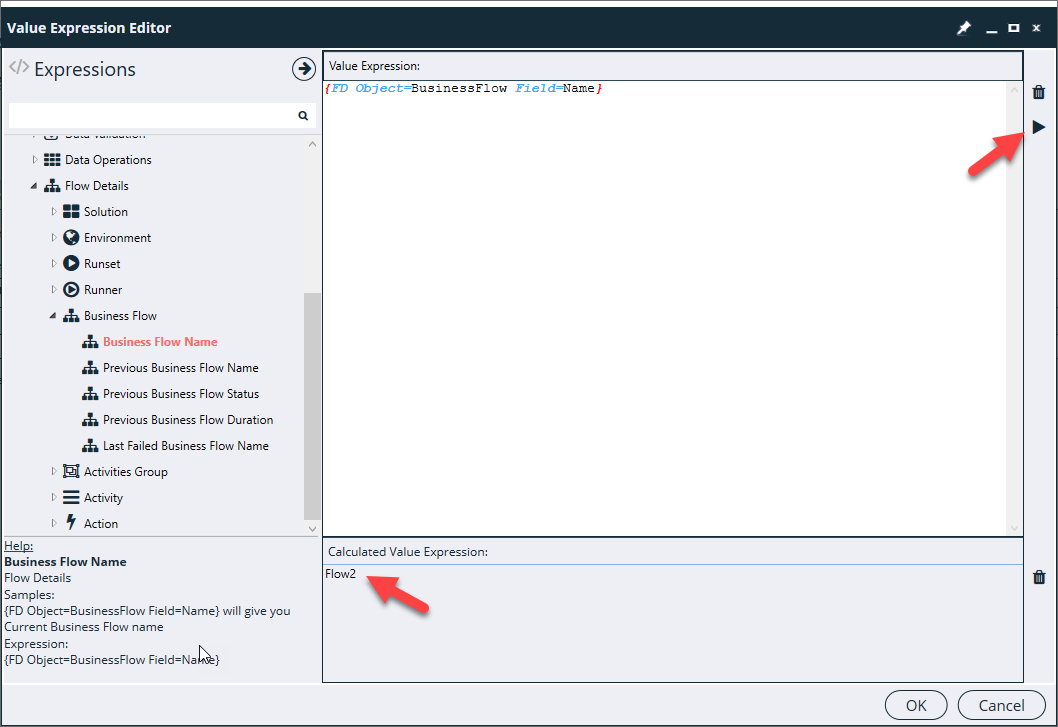 Value Expression Editor
Expressions
Data Validation
Data Operations
Flow Details
Solution
Environment
Runset
Runner
Business Flow
Business Flow Name
Previous Business Flow Name
Previous Business Flow Status
Previous Business Flow Duration
Last Failed Business Flow Name
Activities Group
Activity
Action
Help:
Business Flow Name
Flow Details
Samples:
{FD Object=BusinessFlow Field=Name} will give you
Current Business Flow name
Expression:
{FD Object=BusinessFlow Field=Name}
Value Expression:
{FD Object=BusinessFlow Field=Name}
Calculated Value Expression:
Flow2
OK
Cancel